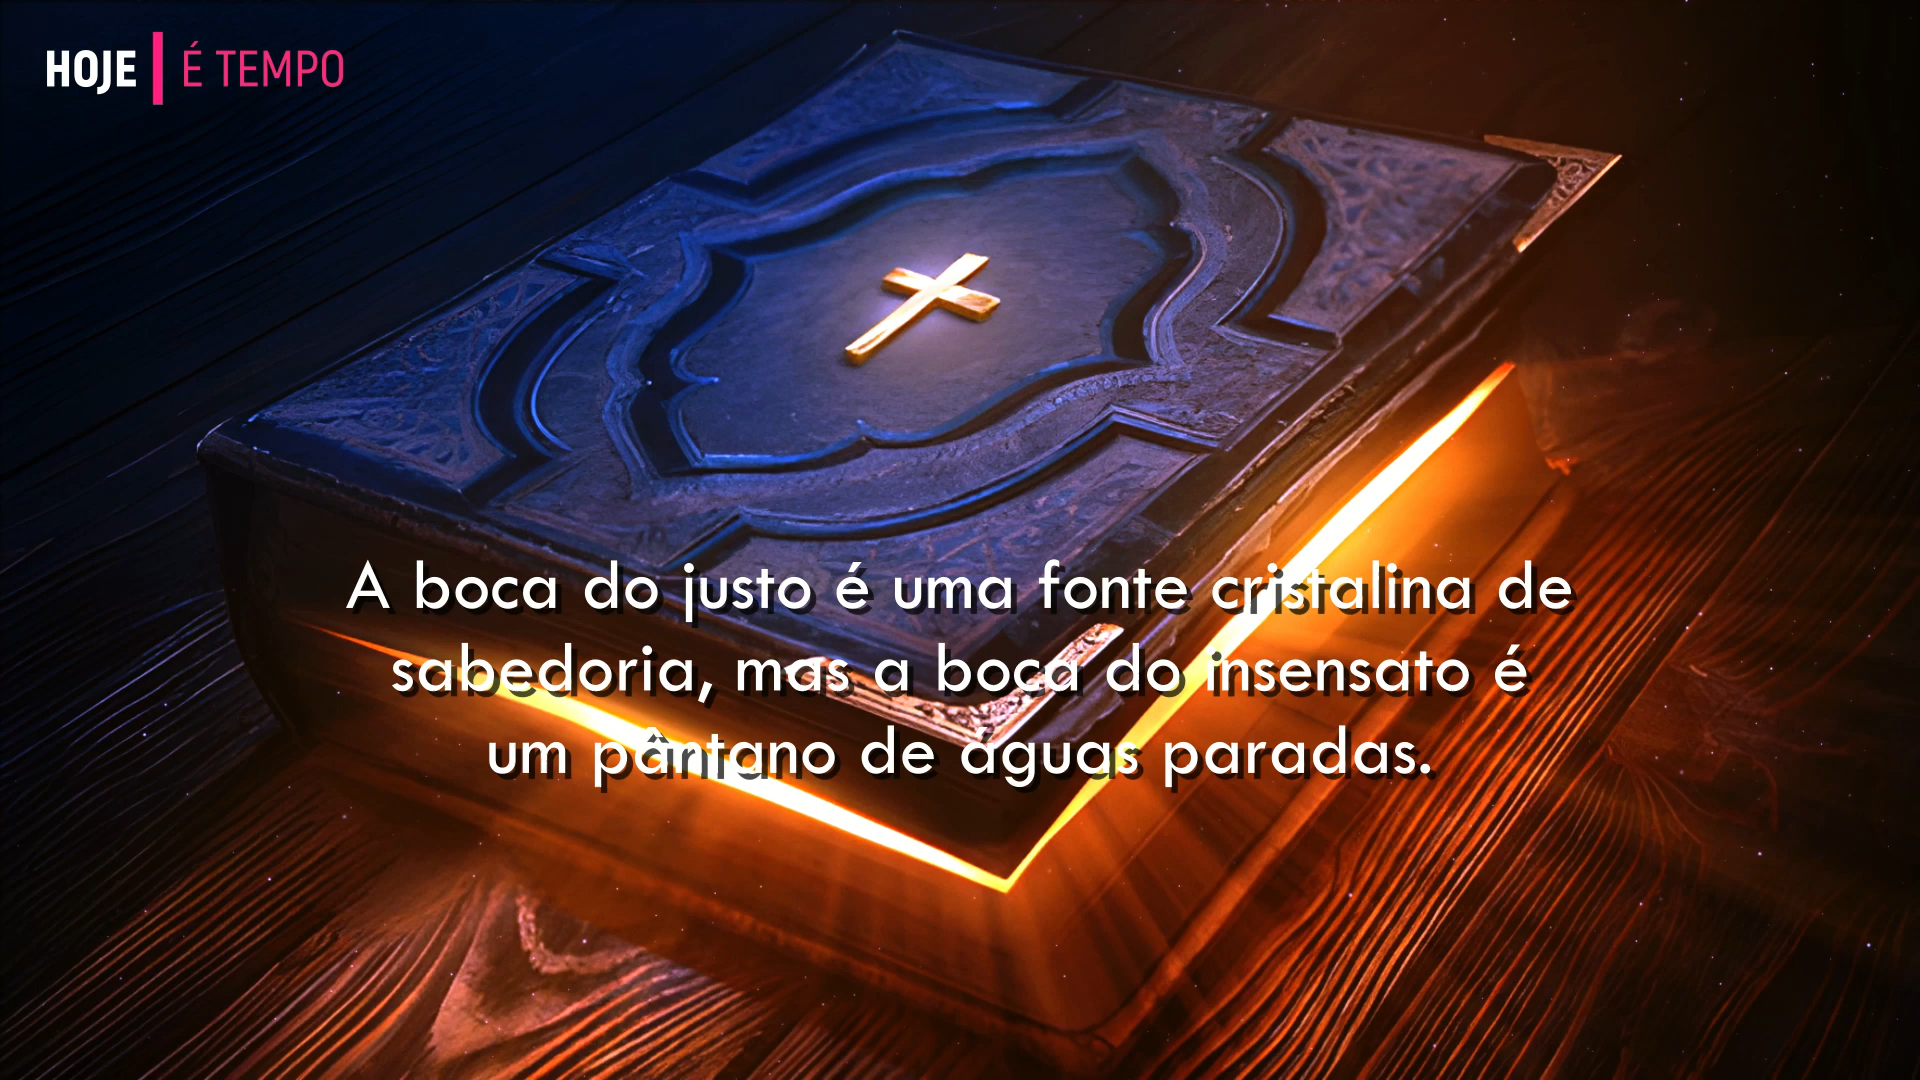 HOJE É TEMPO
A boca do justo é uma fonte cristalina de
sabedoria, mas a boca do insensato é
um pântano de águas paradas.